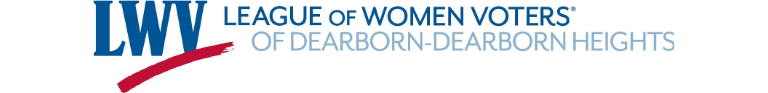 LWV LEAGUE OF WOMEN VOTERS®
OF DEARBORN-DEARBORN HEIGHTS